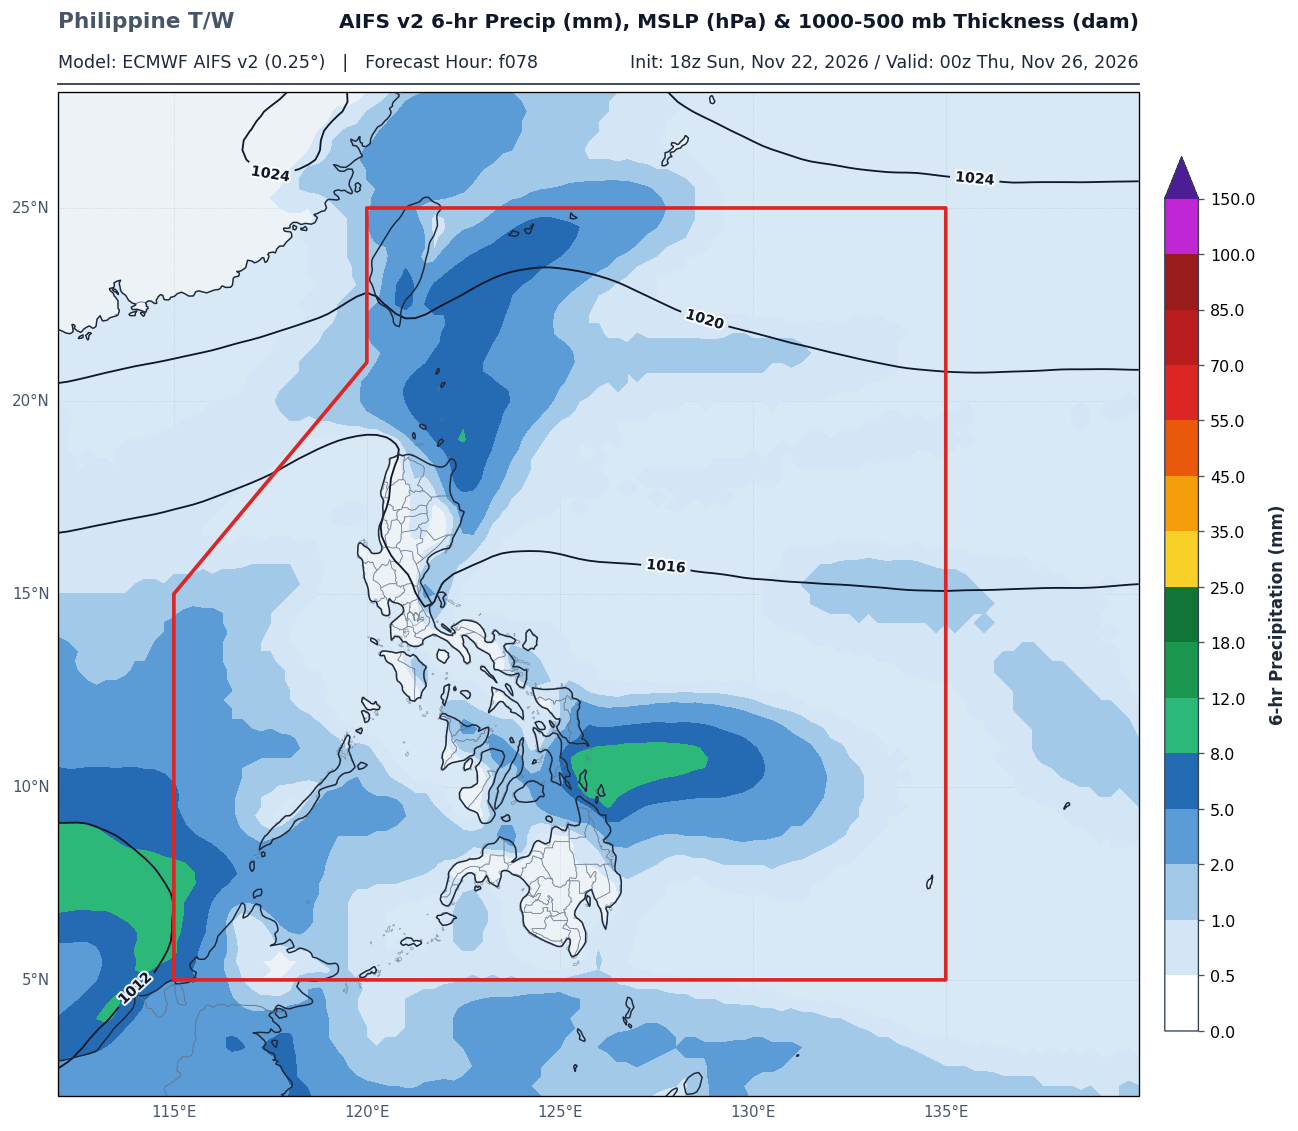 Philippine T/W
AIFS v2 6-hr Precip (mm), MSLP (hPa) & 1000-500 mb Thickness (dam)
Model: ECMWF AIFS v2 (0.25°)   |   Forecast Hour: f078
Init: 18z Sun, Nov 22, 2026 / Valid: 00z Thu, Nov 26, 2026
1024
1024
1020
1016
1012
25°N
20°N
15°N
10°N
5°N
115°E
120°E
125°E
130°E
135°E
150.0
100.0
85.0
70.0
55.0
45.0
35.0
25.0
18.0
12.0
8.0
5.0
2.0
1.0
0.5
0.0
6-hr Precipitation (mm)